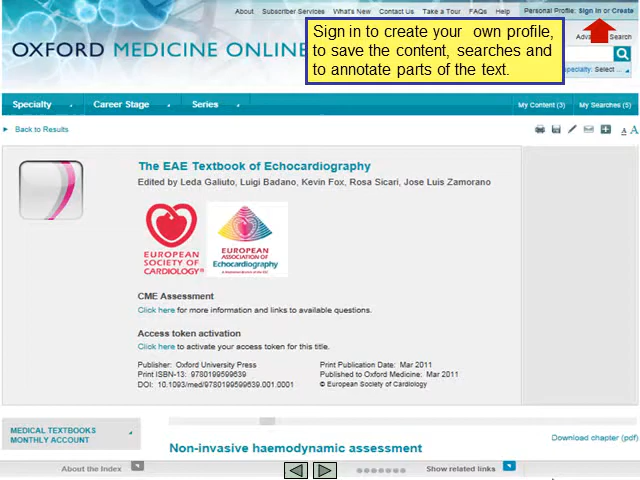 About Subscriber Services What's New Contact Us Take a Tour FAQs Help Personal Profile: Sign in or Create
Sign in to create your own profile,
to save the content, searches and
to annotate parts of the text.
OXFORD MEDICINE ONLINE
Search
Select ...
Specialty Career Stage Series My Content (3) My Searches (5)
Back to Results
A A
The EAE Textbook of Echocardiography
Edited by Leda Galiuto, Luigi Badano, Kevin Fox, Rosa Sicari, Jose Luis Zamorano
EUROPEAN
SOCIETY OF
CARDIOLOGY®
EUROPEAN
ASSOCIATION OF
Echocardiography
CME Assessment
Click here for more information and links to available questions.
Access token activation
Click here to activate your access token for this title.
Publisher: Oxford University Press Print Publication Date: Mar 2011
Print ISBN-13: 9780199599639 Published to Oxford Medicine: Mar 2011
DOI: 10.1093/med/9780199599639.001.0001 © European Society of Cardiology
MEDICAL TEXTBOOKS
MONTHLY ACCOUNT
Download chapter (pdf)
Non-invasive haemodynamic assessment
About the Index Show related links